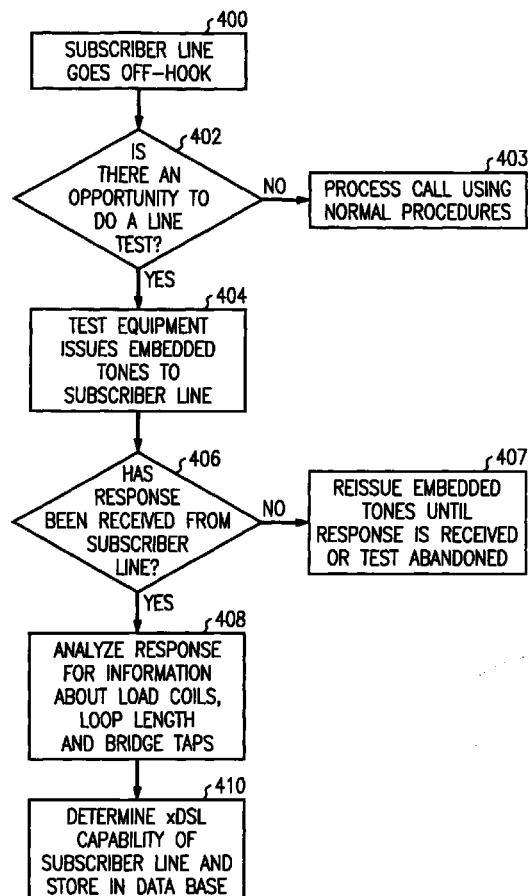 400
SUBSCRIBER LINE
GOES OFF-HOOK
402
IS
THERE AN
OPPORTUNITY TO
DO A LINE
TEST?
NO
403
PROCESS CALL USING
NORMAL PROCEDURES
YES
404
TEST EQUIPMENT
ISSUES EMBEDDED
TONES TO
SUBSCRIBER LINE
406
HAS
RESPONSE
BEEN RECEIVED FROM
SUBSCRIBER
LINE?
NO
407
REISSUE EMBEDDED
TONES UNTIL
RESPONSE IS RECEIVED
OR TEST ABANDONED
YES
408
ANALYZE RESPONSE
FOR INFORMATION
ABOUT LOAD COILS,
LOOP LENGTH
AND BRIDGE TAPS
410
DETERMINE xDSL
CAPABILITY OF
SUBSCRIBER LINE AND
STORE IN DATA BASE